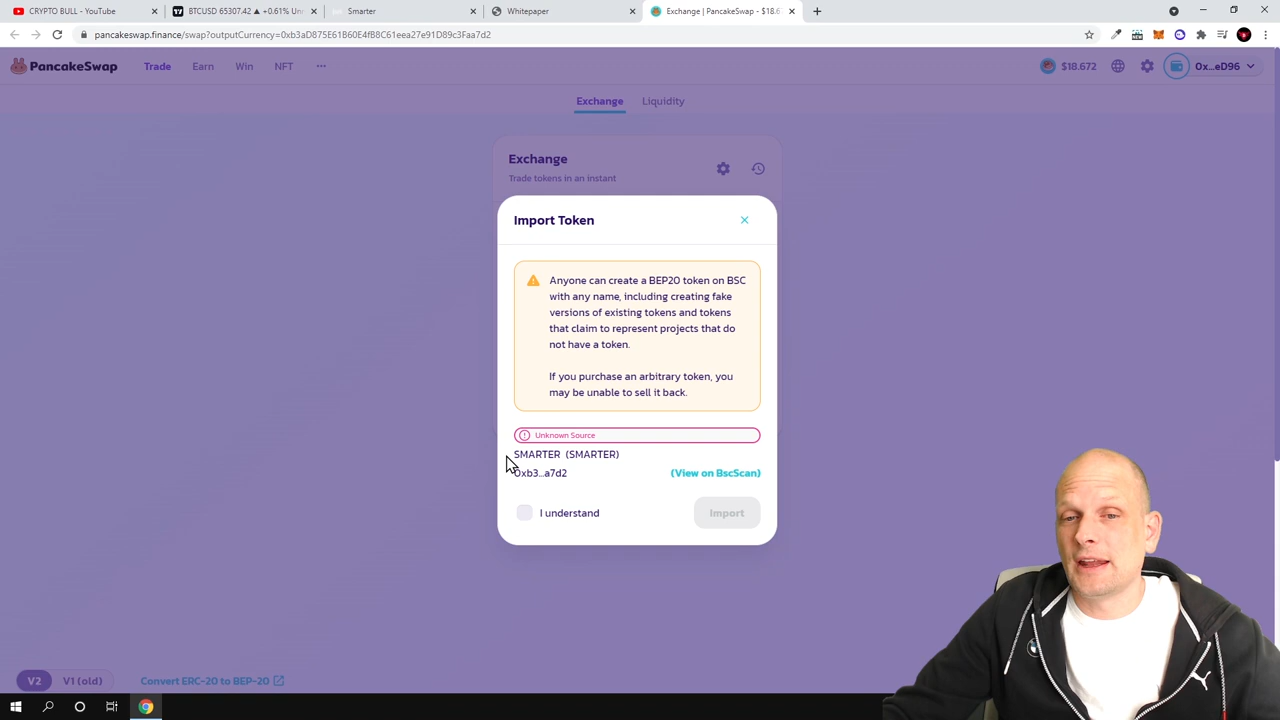 CRYPTO BULL - YouTube
BTCUSD 65307.42 ▲ +0.61% Unn
Smarter
Whitepaper
Exchange | PancakeSwap - $18.6
pancakeswap.finance/swap?outputCurrency=0xb3aD875E61B60E4fB8C61eea27e91D89c3Faa7d2
PancakeSwap
Trade
Earn
Win
NFT
$18.672
0x...eD96
Exchange
Liquidity
Exchange
Trade tokens in an instant
Import Token
Anyone can create a BEP20 token on BSC
with any name, including creating fake
versions of existing tokens and tokens
that claim to represent projects that do
not have a token.
If you purchase an arbitrary token, you
may be unable to sell it back.
Unknown Source
SMARTER (SMARTER)
0xb3...a7d2
(View on BscScan)
I understand
Import
V2
V1 (old)
Convert ERC-20 to BEP-20